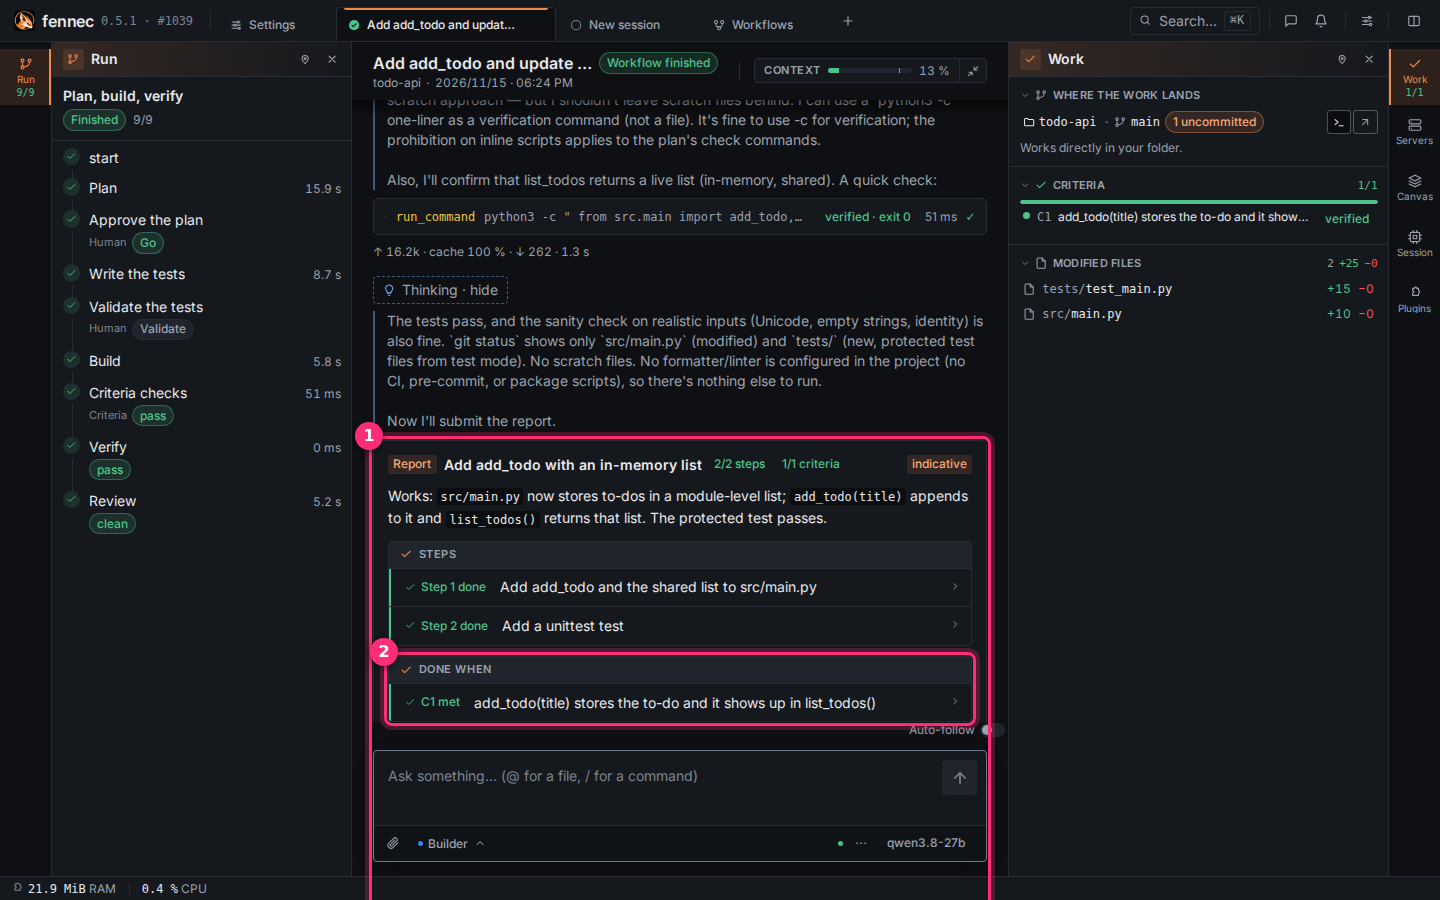 fennec 0.5.1 · #1039
Settings
Add add_todo and updat...
New session
Workflows
Search... ⌘K
Run
9/9
Run
Plan, build, verify
Finished 9/9
start
Plan 15.9 s
Approve the plan
Human Go
Write the tests 8.7 s
Validate the tests
Human Validate
Build 5.8 s
Criteria checks 51 ms
Criteria pass
Verify 0 ms
pass
Review 5.2 s
clean
Add add_todo and update ... Workflow finished
todo-api · 2026/11/15 · 06:24 PM
CONTEXT 13 %
scratch approach — but I shouldn't leave scratch files behind. I can use a `python3 -c`
one-liner as a verification command (not a file). It's fine to use -c for verification; the
prohibition on inline scripts applies to the plan's check commands.
Also, I'll confirm that list_todos returns a live list (in-memory, shared). A quick check:
run_command python3 -c " from src.main import add_todo,… verified · exit 0 51 ms ✓
↑ 16.2k · cache 100 % · ↓ 262 · 1.3 s
Thinking · hide
The tests pass, and the sanity check on realistic inputs (Unicode, empty strings, identity) is
also fine. `git status` shows only `src/main.py` (modified) and `tests/` (new, protected test
files from test mode). No scratch files. No formatter/linter is configured in the project (no
CI, pre-commit, or package scripts), so there's nothing else to run.
Now I'll submit the report.
1
Report Add add_todo with an in-memory list 2/2 steps 1/1 criteria indicative
Works: src/main.py now stores to-dos in a module-level list; add_todo(title) appends
to it and list_todos() returns that list. The protected test passes.
STEPS
Step 1 done Add add_todo and the shared list to src/main.py
Step 2 done Add a unittest test
2
DONE WHEN
C1 met add_todo(title) stores the to-do and it shows up in list_todos()
Auto-follow
Ask something... (@ for a file, / for a command)
Builder
qwen3.8-27b
Work
WHERE THE WORK LANDS
todo-api · main 1 uncommitted
Works directly in your folder.
CRITERIA 1/1
C1 add_todo(title) stores the to-do and it show... verified
MODIFIED FILES 2 +25 −0
tests/test_main.py +15 −0
src/main.py +10 −0
Work
1/1
Servers
Canvas
Session
Plugins
21.9 MiB RAM
0.4 % CPU